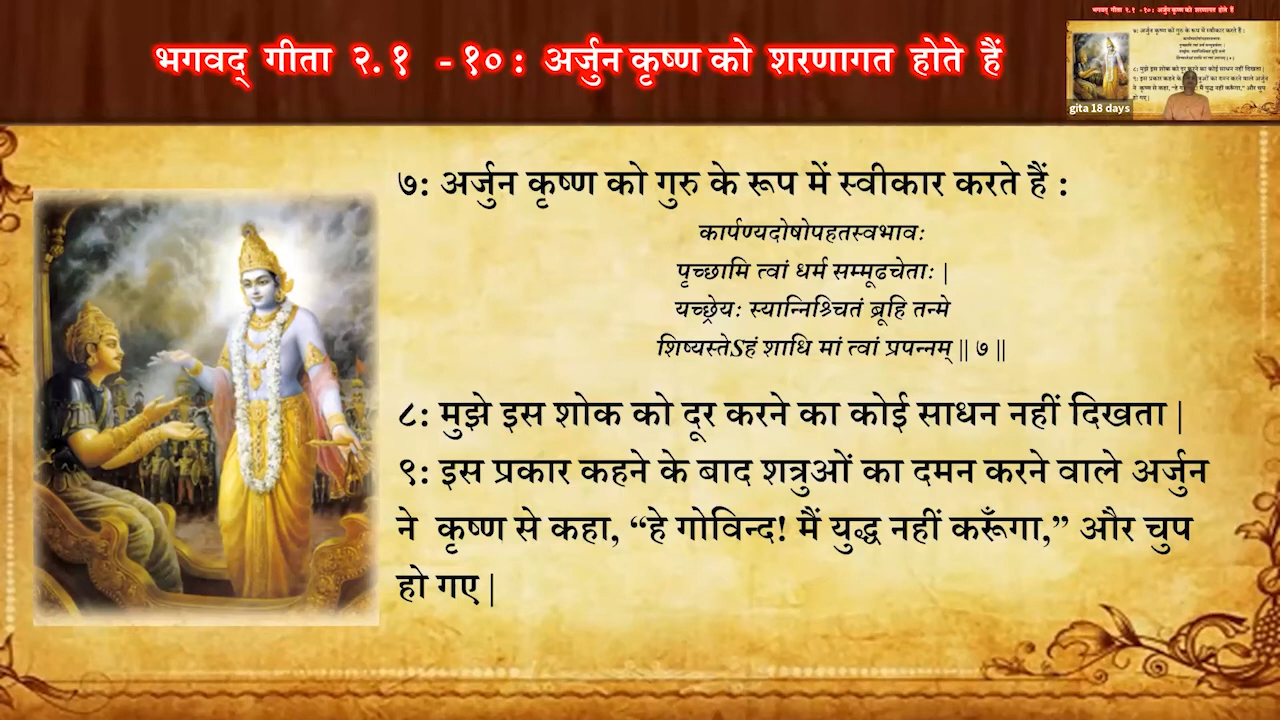 भगवद् गीता २.१ -१० : अर्जुन कृष्ण को शरणागत होते हैं
gita 18 days
७: अर्जुन कृष्ण को गुरु के रूप में स्वीकार करते हैं :
कार्पण्यदोषोपहतस्वभावः
पृच्छामि त्वां धर्म सम्मूढचेताः |
यच्छ्रेयः स्यान्निश्चितं ब्रूहि तन्मे
शिष्यस्तेSहं शाधि मां त्वां प्रपन्नम् || ७ ||
८: मुझे इस शोक को दूर करने का कोई साधन नहीं दिखता |
९: इस प्रकार कहने के बाद शत्रुओं का दमन करने वाले अर्जुन
ने कृष्ण से कहा, “हे गोविन्द! मैं युद्ध नहीं करूँगा,” और चुप
हो गए |